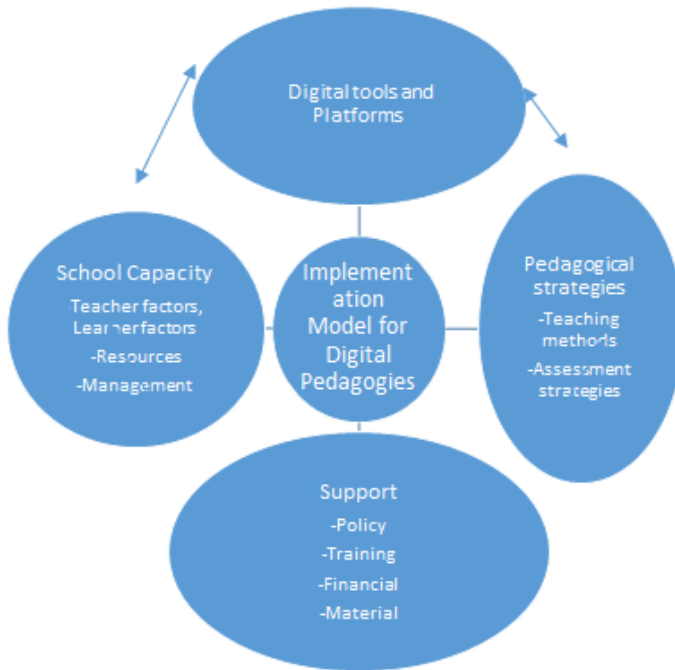 Digital tools and
Platforms
School Capacity
-Teacher factors,
Learner factors
-Resources
-Management
Implement
ation
Model for
Digital
Pedagogies
Pedagogical
strategies
-Teaching
methods
-Assessment
strategies
Support
-Policy
-Training
-Financial
-Material